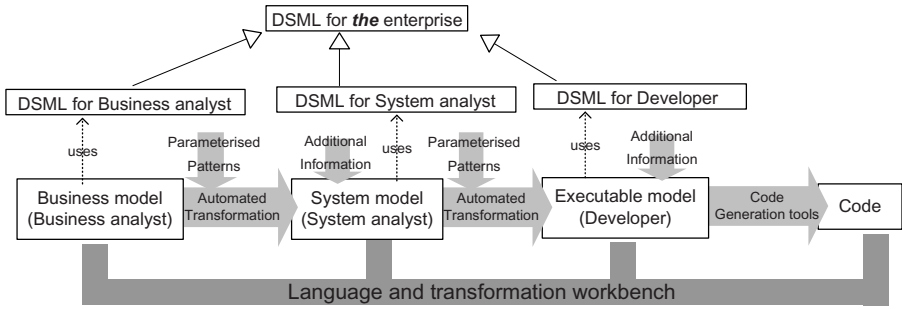 DSML for the enterprise
DSML for Business analyst
DSML for System analyst
DSML for Developer
uses
Parameterised
Patterns
Additional
Information
uses
Parameterised
Patterns
uses
Additional
Information
Business model
(Business analyst)
Automated
Transformation
System model
(System analyst)
Automated
Transformation
Executable model
(Developer)
Code
Generation tools
Code
Language and transformation workbench